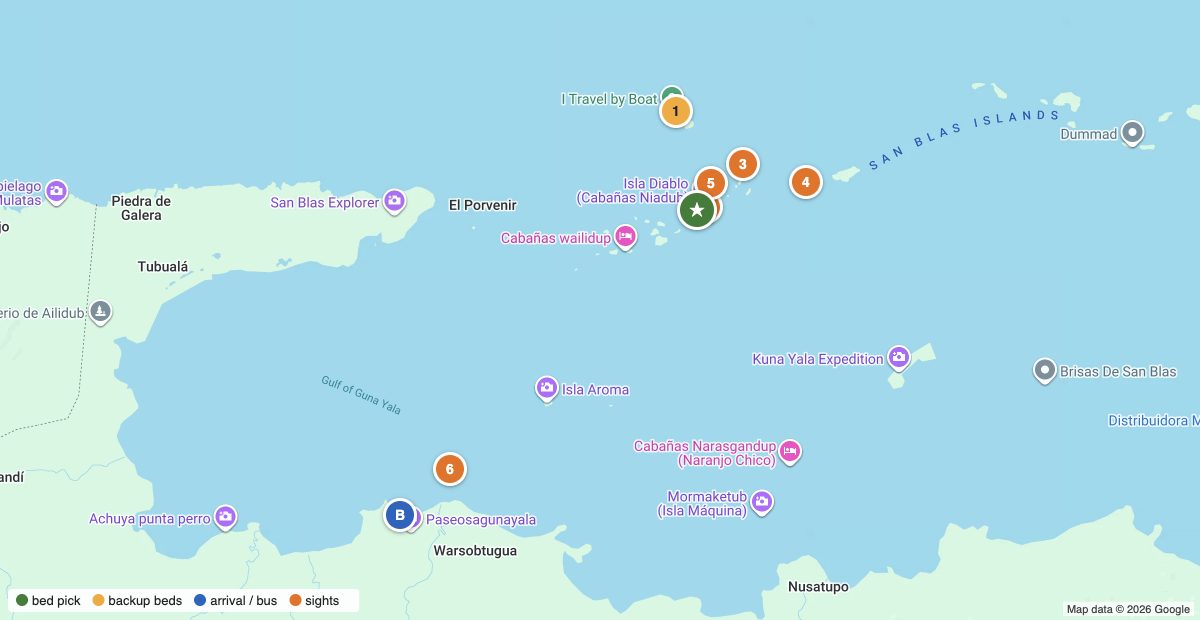 I Travel by Boat
1
SAN BLAS ISLANDS
Dummad
3
4
5
Isla Diablo
(Cabañas Niadub
San Blas Explorer
Piedra de
Galera
El Porvenir
Cabañas wailidup
Tubualá
Kuna Yala Expedition
Brisas De San Blas
Gulf of Guna Yala
Isla Aroma
Distribuidora M
Cabañas Narasgandup
(Naranjo Chico)
6
Mormaketub
(Isla Máquina)
Achuya punta perro
B
Paseosagunayala
Warsobtugua
Nusatupo
bed pick
backup beds
arrival / bus
sights
Map data © 2026 Google